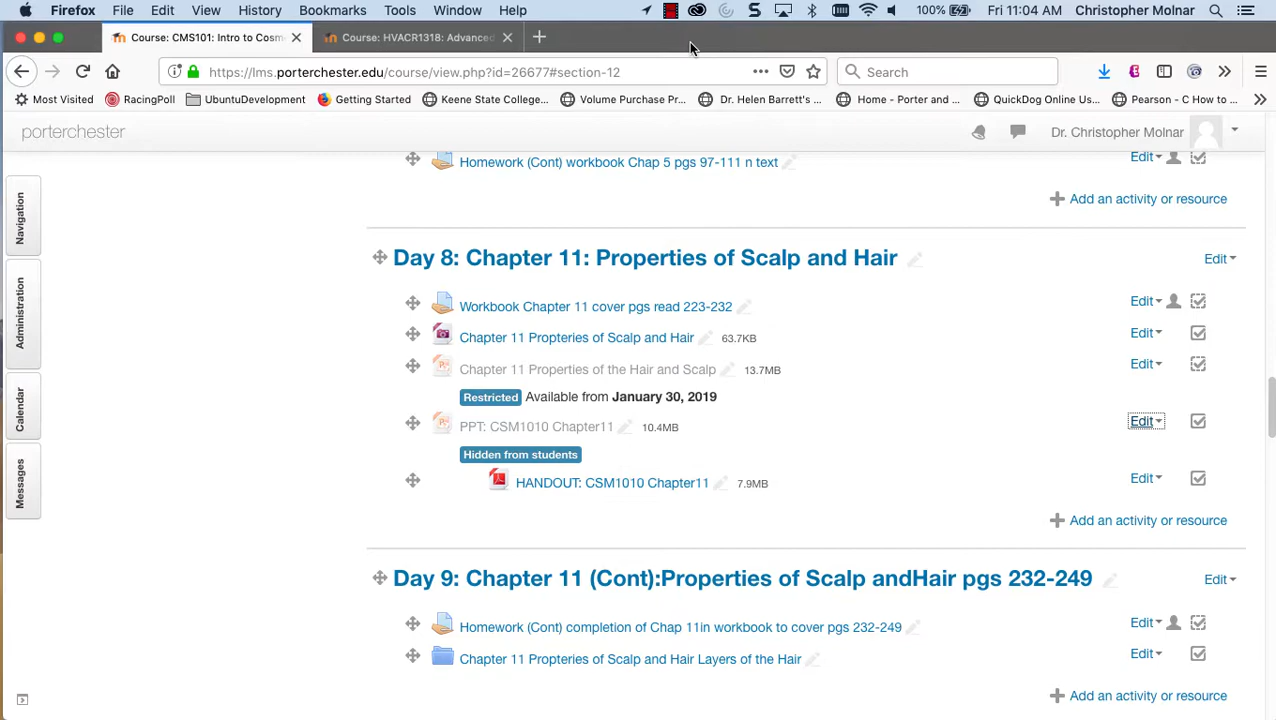 Firefox File Edit View History Bookmarks Tools Window Help 100% Fri 11:04 AM Christopher Molnar
Course: CMS101: Intro to Cosm Course: HVACR1318: Advanced
https://lms.porterchester.edu/course/view.php?id=26677#section-12 Search
Most Visited RacingPoll UbuntuDevelopment Getting Started Keene State College... Volume Purchase Pr... Dr. Helen Barrett's ... Home - Porter and ... QuickDog Online Us... Pearson - C How to ...
porterchester Dr. Christopher Molnar
Homework (Cont) workbook Chap 5 pgs 97-111 n text Edit
Add an activity or resource
Navigation
Day 8: Chapter 11: Properties of Scalp and Hair Edit
Workbook Chapter 11 cover pgs read 223-232 Edit
Administration
Chapter 11 Propteries of Scalp and Hair 63.7KB Edit
Chapter 11 Properties of the Hair and Scalp 13.7MB Edit
Restricted Available from January 30, 2019
Calendar
PPT: CSM1010 Chapter11 10.4MB Edit
Hidden from students
Messages
HANDOUT: CSM1010 Chapter11 7.9MB Edit
Add an activity or resource
Day 9: Chapter 11 (Cont):Properties of Scalp andHair pgs 232-249 Edit
Homework (Cont) completion of Chap 11in workbook to cover pgs 232-249 Edit
Chapter 11 Propteries of Scalp and Hair Layers of the Hair Edit
Add an activity or resource